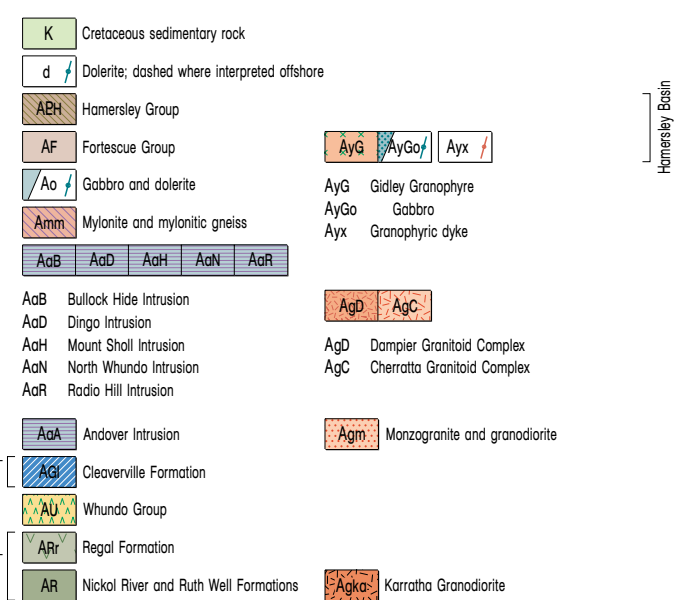 K Cretaceous sedimentary rock
d Dolerite; dashed where interpreted offshore
APH Hamersley Group
AF Fortescue Group
AyG AyGo Ayx
Hamersley Basin
Ao Gabbro and dolerite
AyG Gidley Granophyre
AyGo Gabbro
Ayx Granophyric dyke
Amm Mylonite and mylonitic gneiss
AaB AaD AaH AaN AaR
AaB Bullock Hide Intrusion
AaD Dingo Intrusion
AaH Mount Sholl Intrusion
AaN North Whundo Intrusion
AaR Radio Hill Intrusion
AgD AgC
AgD Dampier Granitoid Complex
AgC Cherratta Granitoid Complex
AaA Andover Intrusion
Agm Monzogranite and granodiorite
AGl Cleaverville Formation
AU Whundo Group
ARr Regal Formation
AR Nickol River and Ruth Well Formations
Agka Karratha Granodiorite